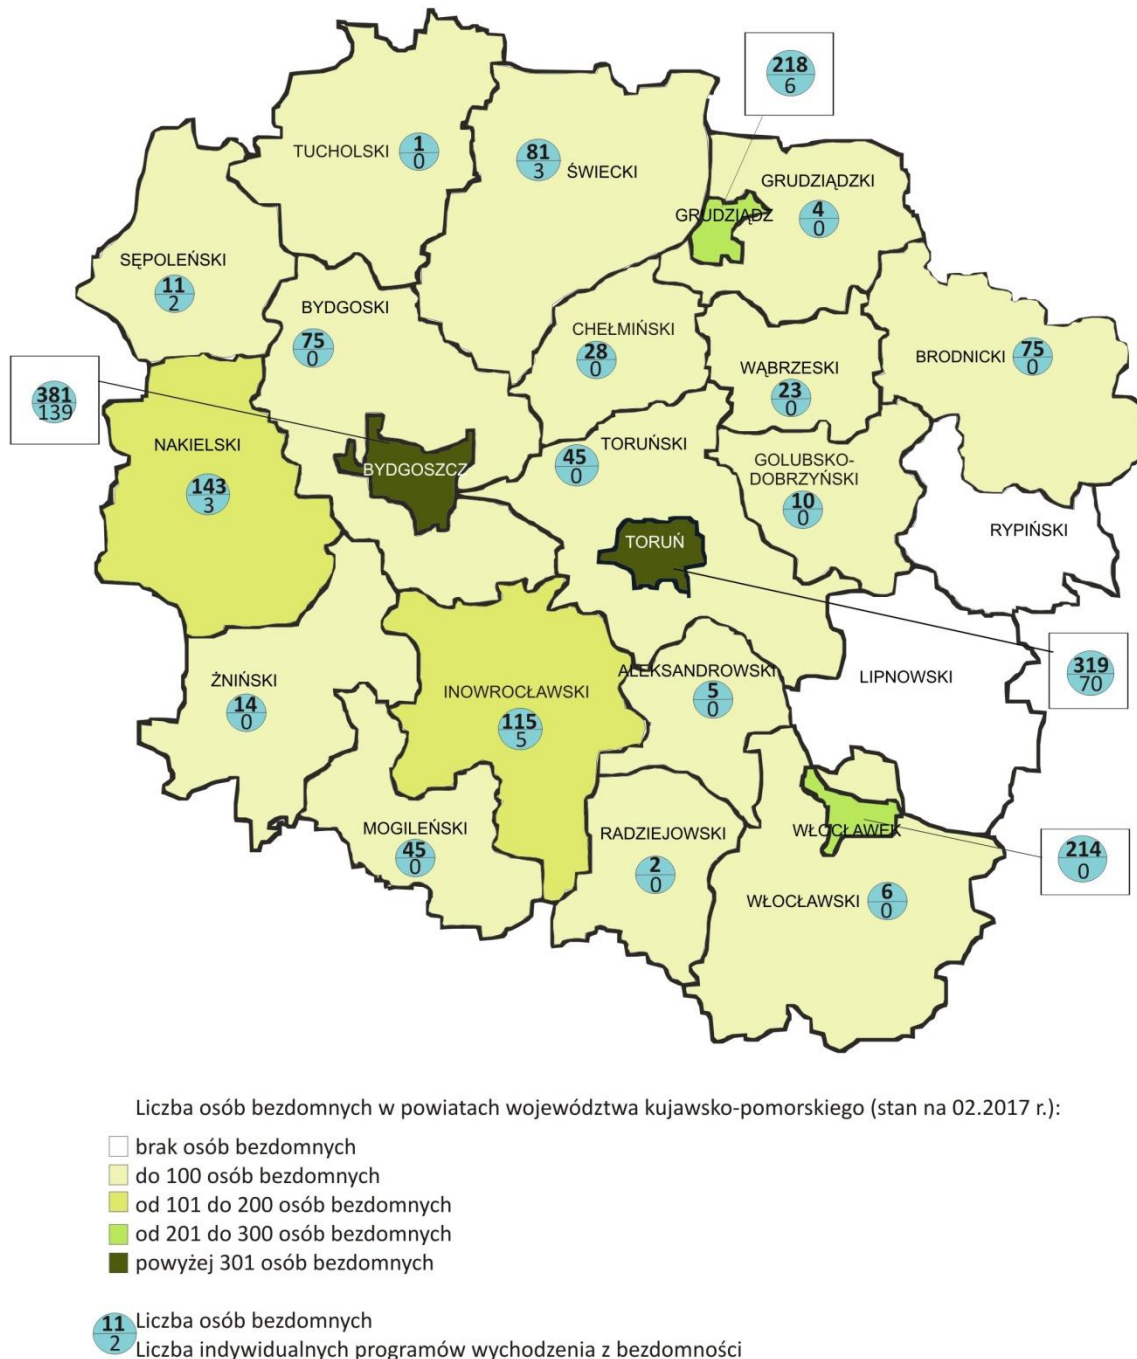 218
6
TUCHOLSKI
1
0
81
3
ŚWIECKI
GRUDZIĄDZKI
4
0
GRUDZIĄDZ
SĘPOLEŃSKI
11
2
BYDGOSKI
75
0
CHEŁMIŃSKI
28
0
WĄBRZESKI
23
0
BRODNICKI
75
0
381
139
NAKIELSKI
143
3
BYDGOSZCZ
TORUŃSKI
45
0
GOLUBSKO-
DOBRZYŃSKI
10
0
RYPIŃSKI
TORUŃ
319
70
ŻNIŃSKI
14
0
INOWROCŁAWSKI
115
5
ALEKSANDROWSKI
5
0
LIPNOWSKI
MOGILEŃSKI
45
0
RADZIEJOWSKI
2
0
WŁOCŁAWEK
214
0
WŁOCŁAWSKI
6
0
Liczba osób bezdomnych w powiatach województwa kujawsko-pomorskiego (stan na 02.2017 r.):
brak osób bezdomnych
do 100 osób bezdomnych
od 101 do 200 osób bezdomnych
od 201 do 300 osób bezdomnych
powyżej 301 osób bezdomnych
11
2
Liczba osób bezdomnych
Liczba indywidualnych programów wychodzenia z bezdomności